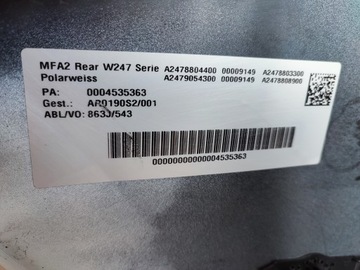 MFA2 Rear W247 Serie A2478804400 00009149 A2478803300
Polarweiss A2479054300 00009149 A2478808900
PA: 0004535363
Gest.: AR0190S2/001
ABL/VO: 8633/543
00000000000004535363